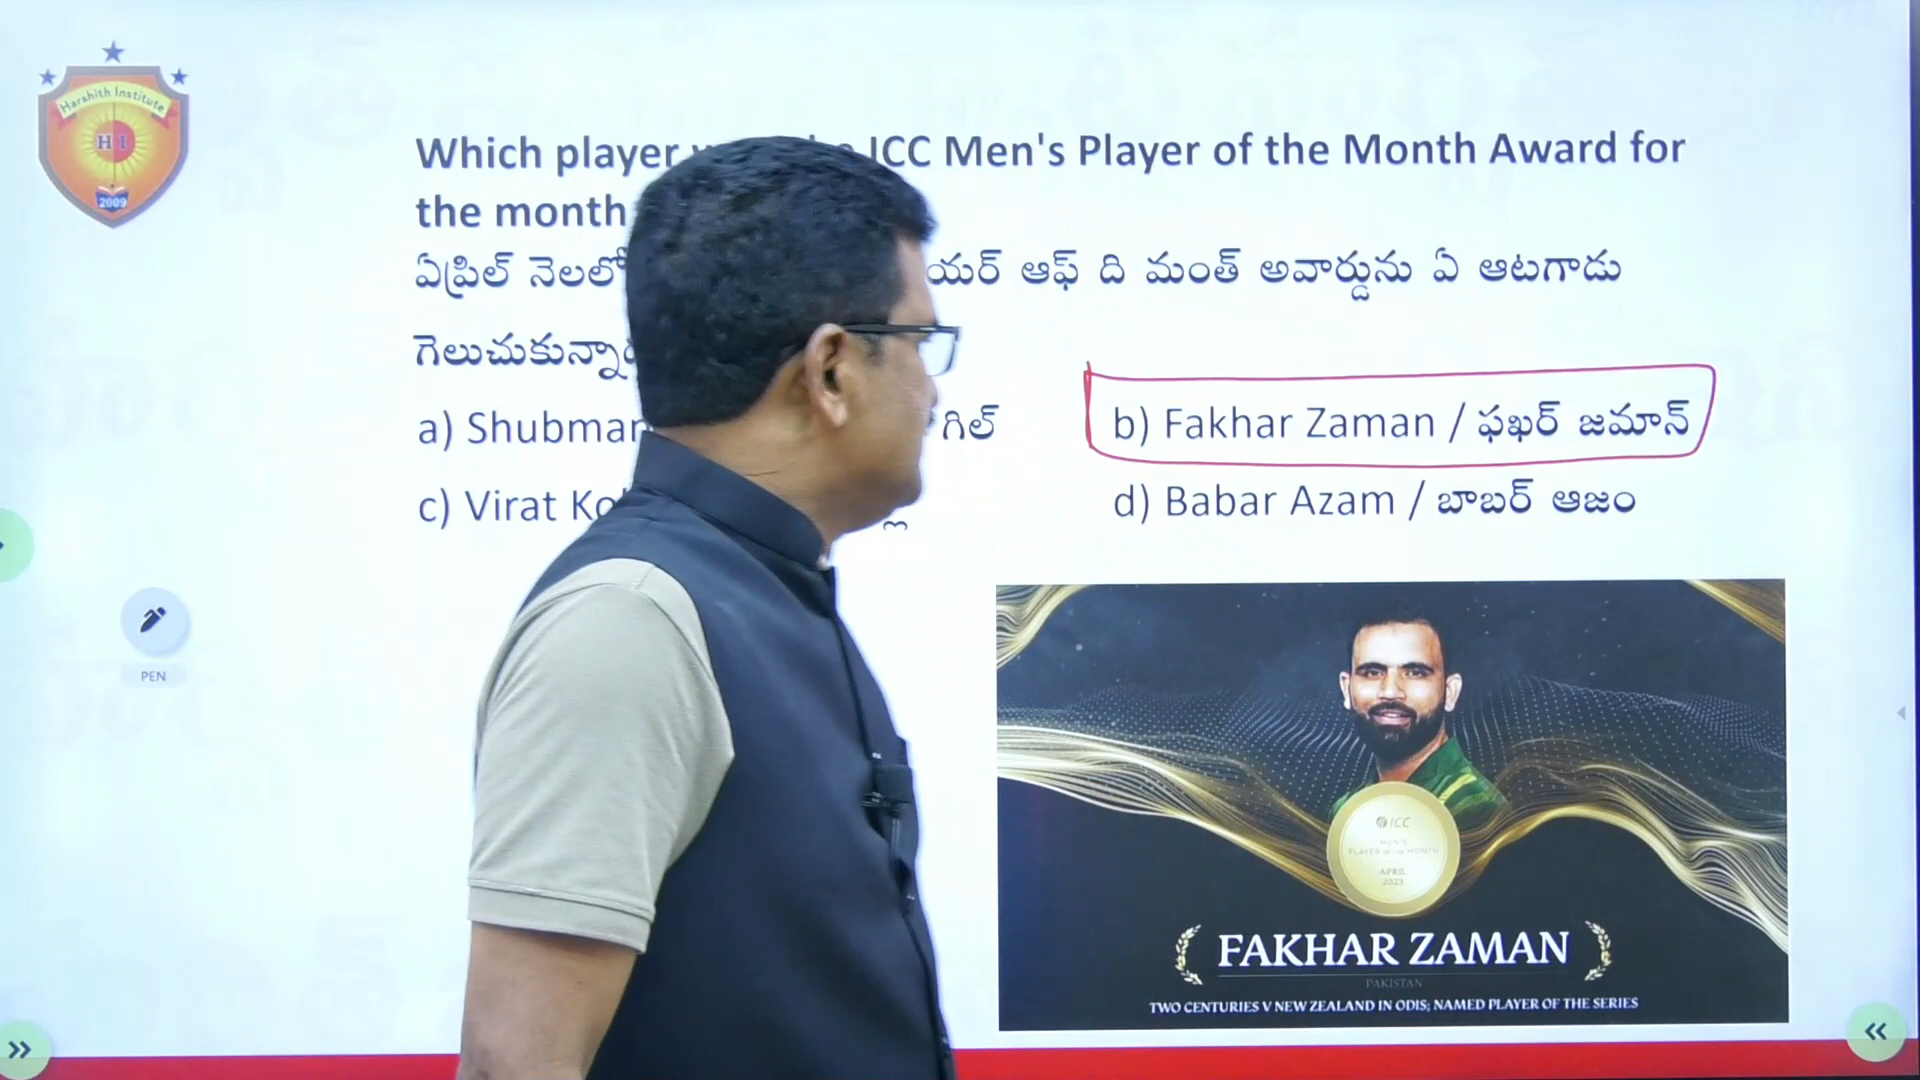 Harshith Institute
H I
2009
Which player ICC Men's Player of the Month Award for
the month
ఏప్రిల్ నెలలో యర్ ఆఫ్ ది మంత్ అవార్డును ఏ ఆటగాడు
గెలుచుకున్నా
a) Shubman గిల్
b) Fakhar Zaman / ఫఖర్ జమాన్
c) Virat Ko
d) Babar Azam / బాబర్ ఆజం
PEN
ICC
MEN'S
PLAYER OF THE MONTH
APRIL
2023
FAKHAR ZAMAN
PAKISTAN
TWO CENTURIES V NEW ZEALAND IN ODIS; NAMED PLAYER OF THE SERIES